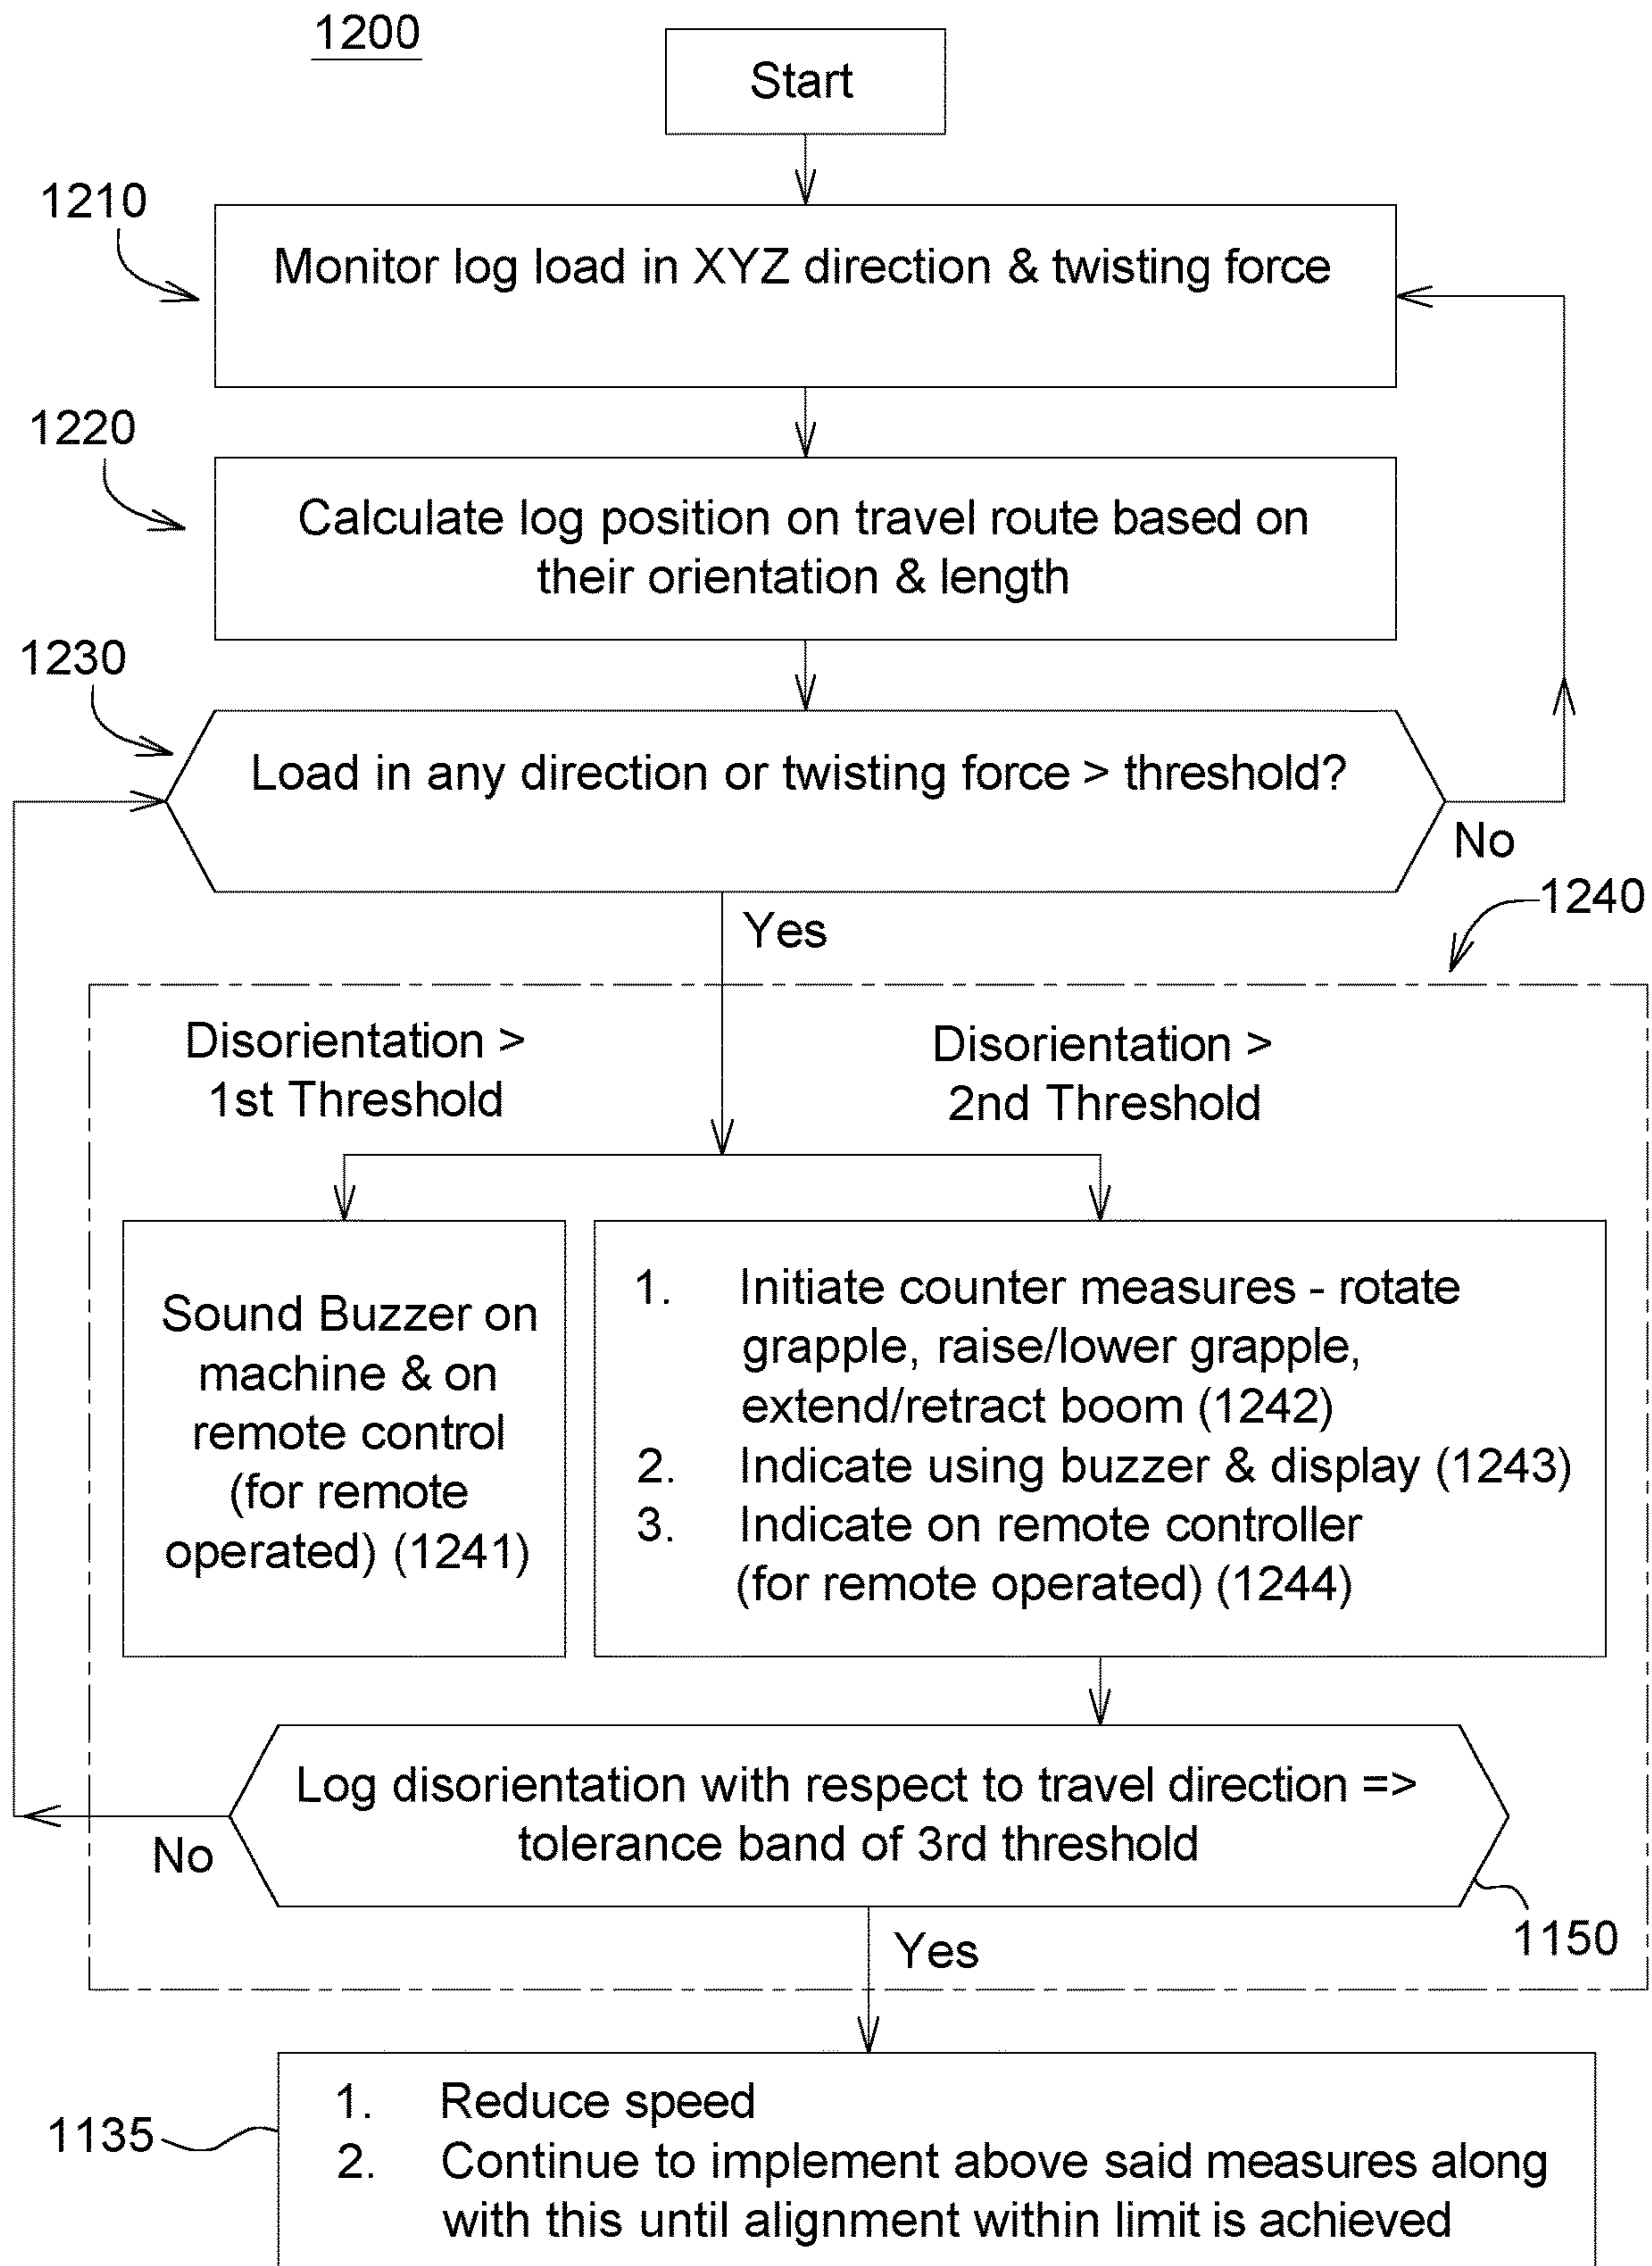 1200
Start
1210
Monitor log load in XYZ direction & twisting force
1220
Calculate log position on travel route based on
their orientation & length
1230
Load in any direction or twisting force > threshold?
No
1240
Yes
Disorientation >
1st Threshold
Disorientation >
2nd Threshold
Sound Buzzer on
machine & on
remote control
(for remote
operated) (1241)
1. Initiate counter measures - rotate
grapple, raise/lower grapple,
extend/retract boom (1242)
2. Indicate using buzzer & display (1243)
3. Indicate on remote controller
(for remote operated) (1244)
Log disorientation with respect to travel direction =>
tolerance band of 3rd threshold
No
1150
Yes
1135
1. Reduce speed
2. Continue to implement above said measures along
with this until alignment within limit is achieved